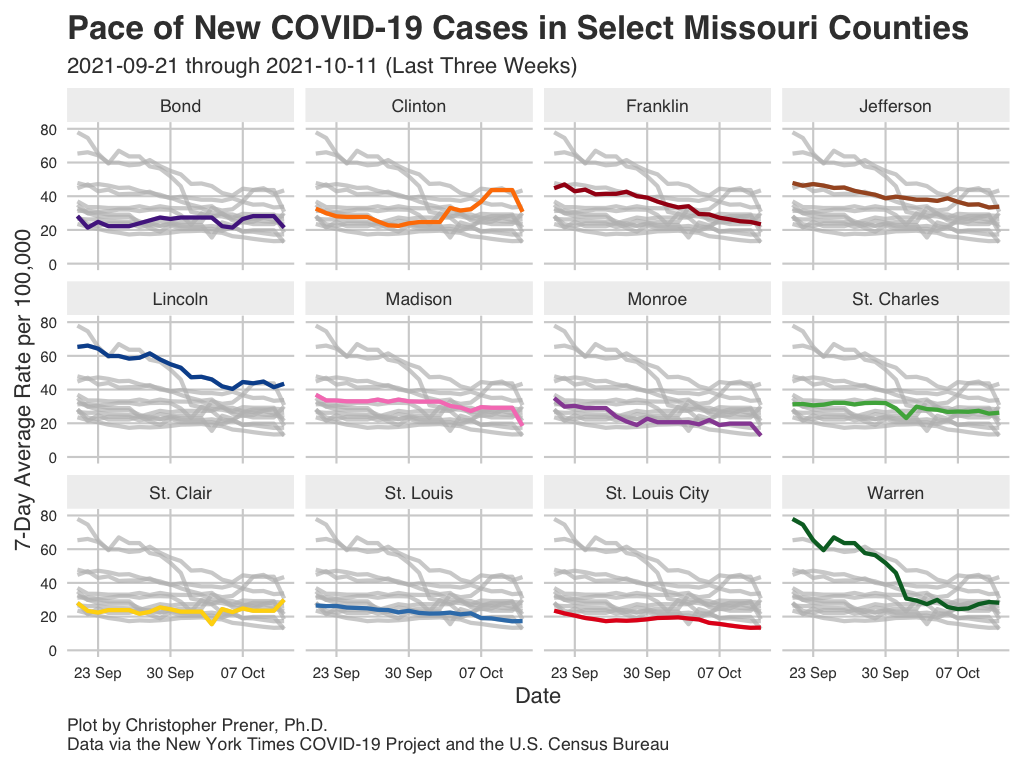 Pace of New COVID-19 Cases in Select Missouri Counties
2021-09-21 through 2021-10-11 (Last Three Weeks)
Bond
Clinton
Franklin
Jefferson
80
60
40
20
0
Lincoln
Madison
Monroe
St. Charles
80
60
40
20
0
St. Clair
St. Louis
St. Louis City
Warren
80
60
40
20
0
7-Day Average Rate per 100,000
23 Sep 30 Sep 07 Oct
23 Sep 30 Sep 07 Oct
23 Sep 30 Sep 07 Oct
23 Sep 30 Sep 07 Oct
Date
Plot by Christopher Prener, Ph.D.
Data via the New York Times COVID-19 Project and the U.S. Census Bureau